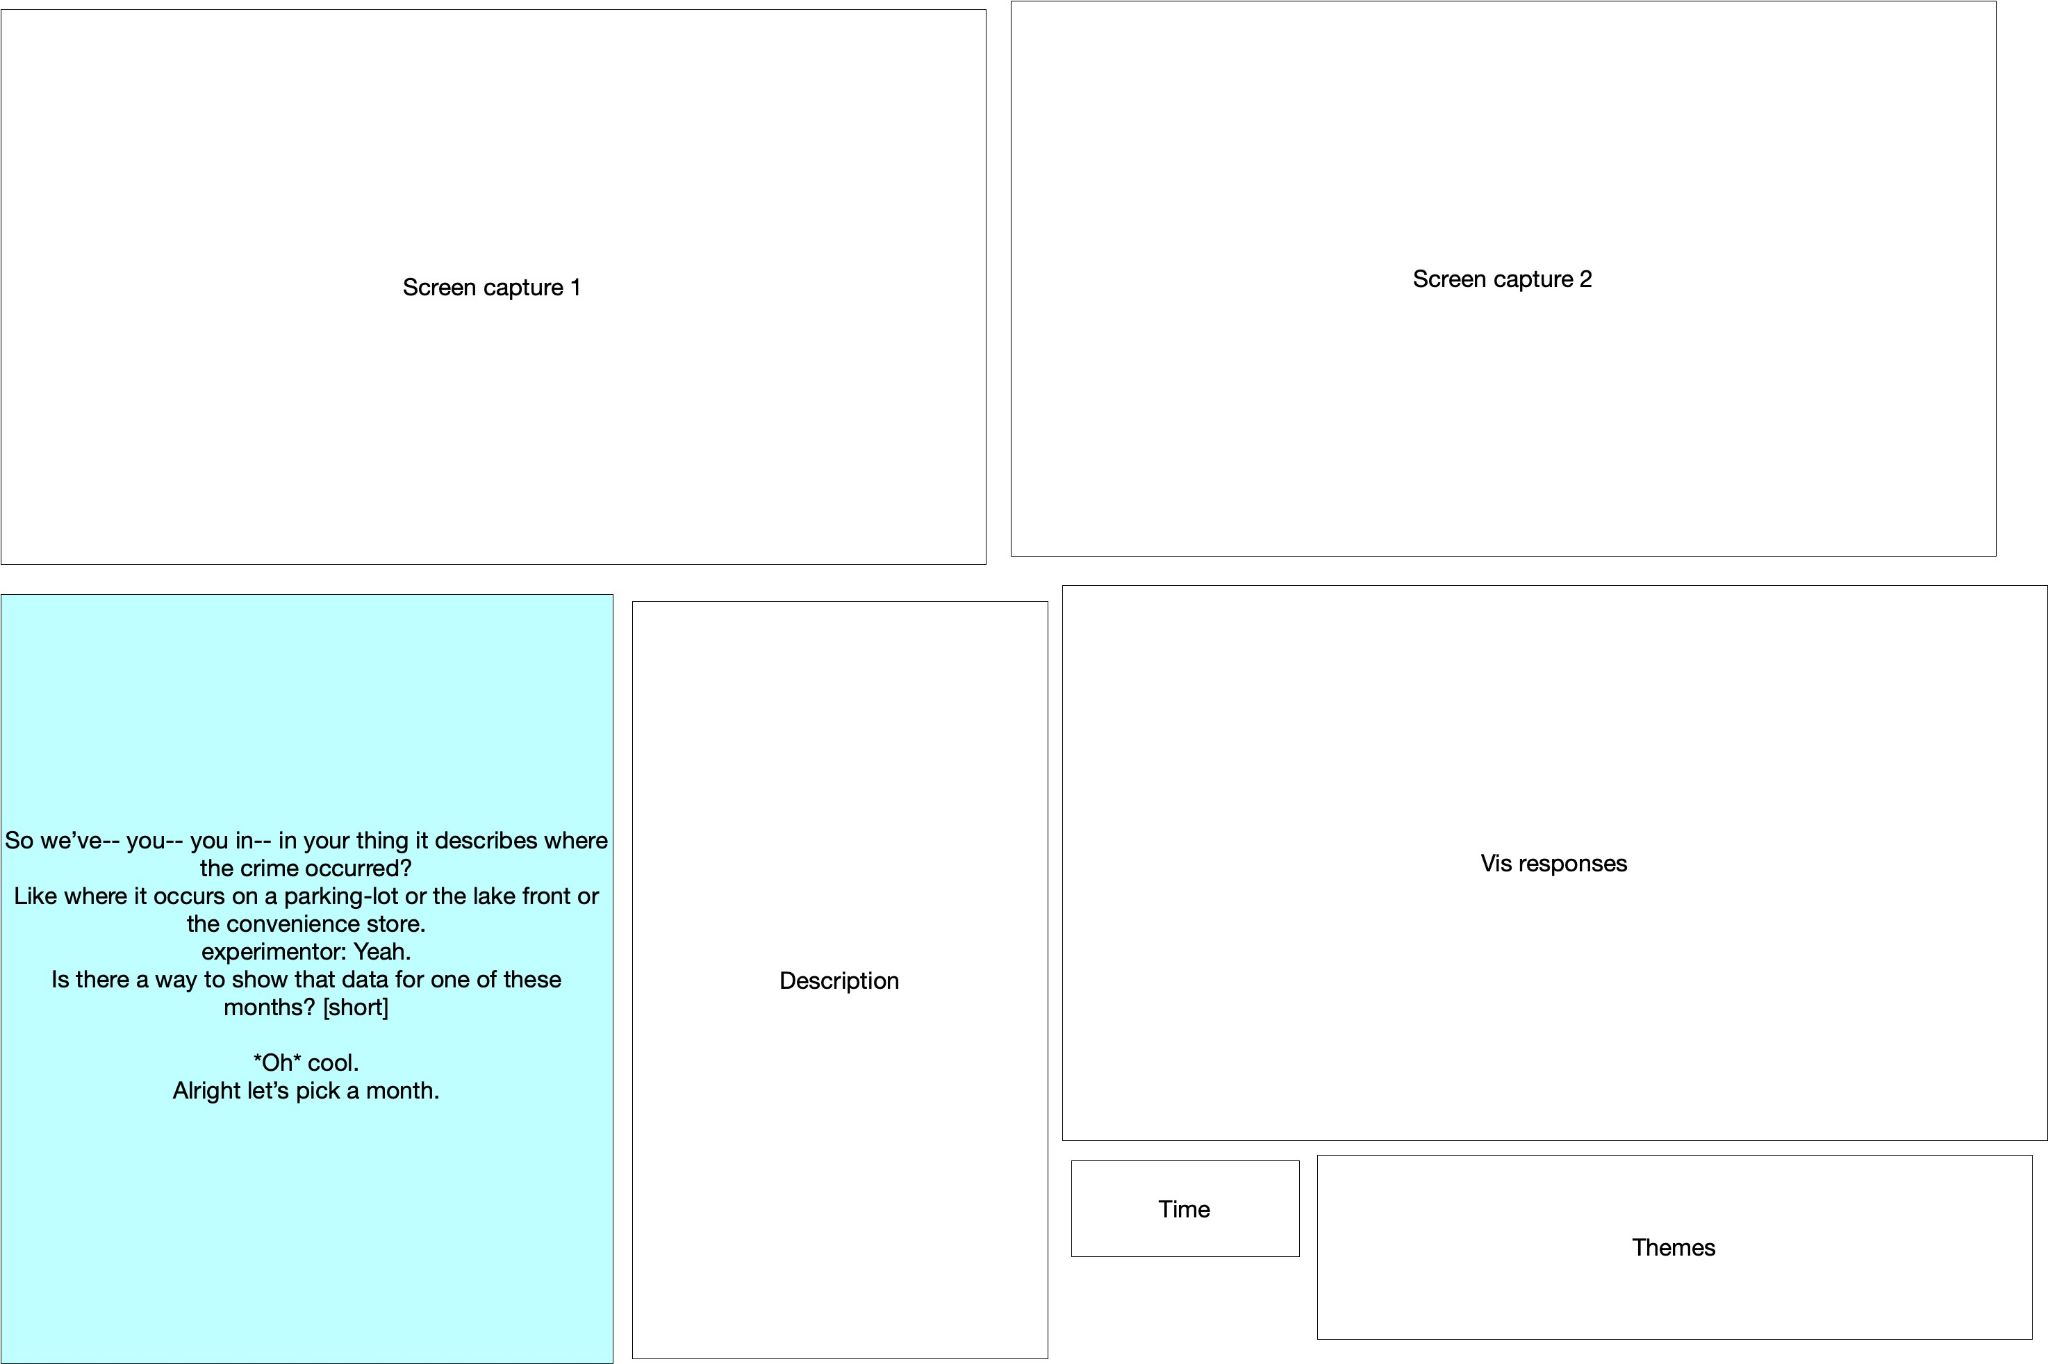 Screen capture 1
Screen capture 2
So we’ve-- you-- you in-- in your thing it describes where
the crime occurred?
Like where it occurs on a parking-lot or the lake front or
the convenience store.
experimentor: Yeah.
Is there a way to show that data for one of these
months? [short]
*Oh* cool.
Alright let’s pick a month.
Description
Vis responses
Time
Themes